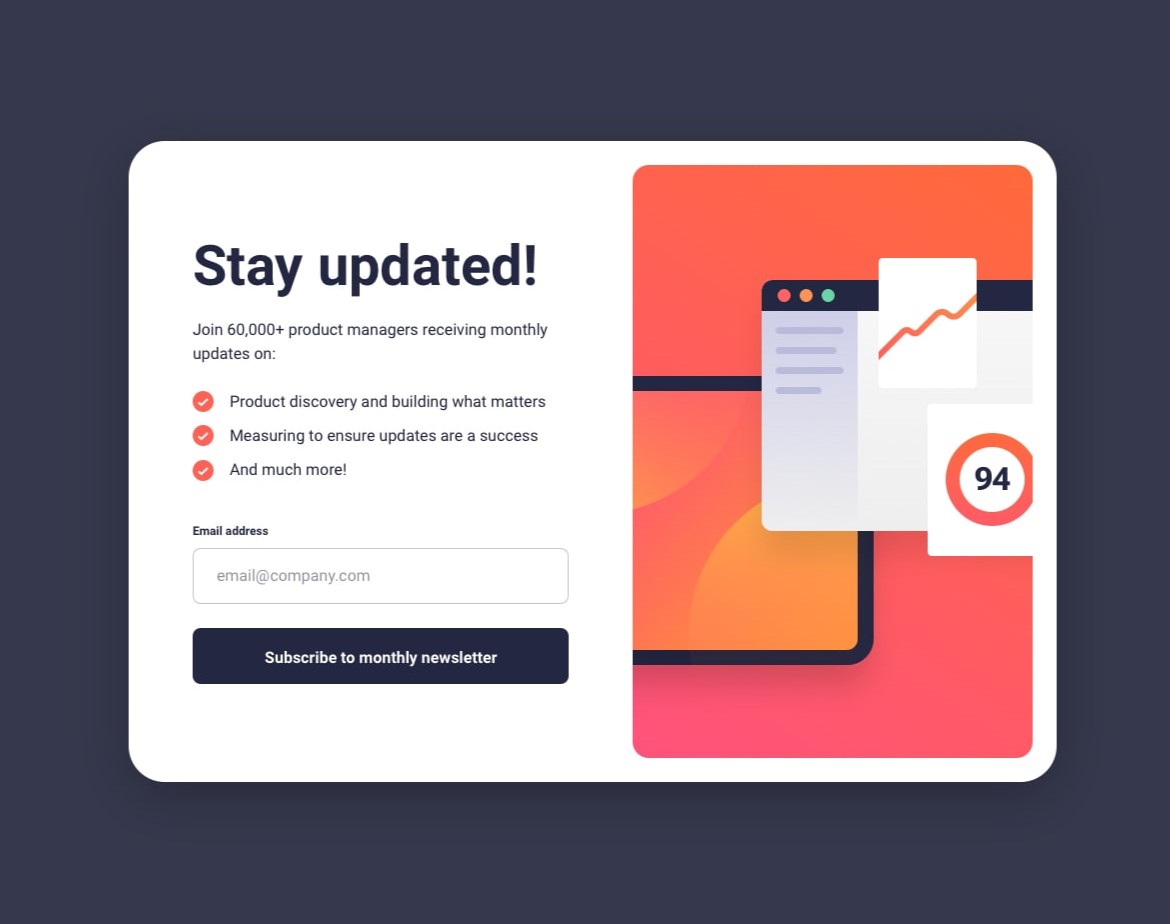 Stay updated!
Join 60,000+ product managers receiving monthly
updates on:
Product discovery and building what matters
Measuring to ensure updates are a success
And much more!
Email address
email@company.com
Subscribe to monthly newsletter
94